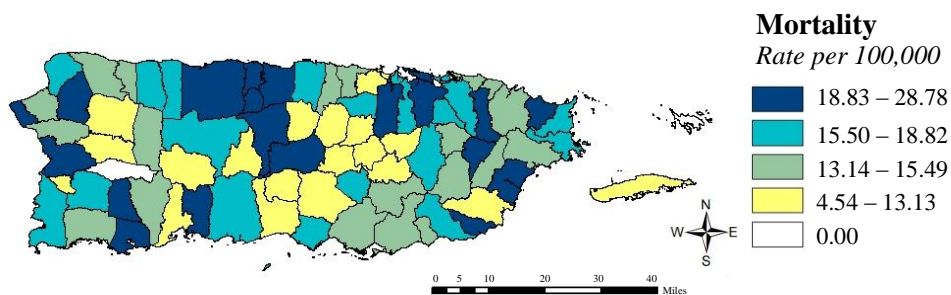 Mortality
Rate per 100,000
18.83 – 28.78
15.50 – 18.82
13.14 – 15.49
4.54 – 13.13
0.00
N
W E
S
0 5 10 20 30 40
Miles